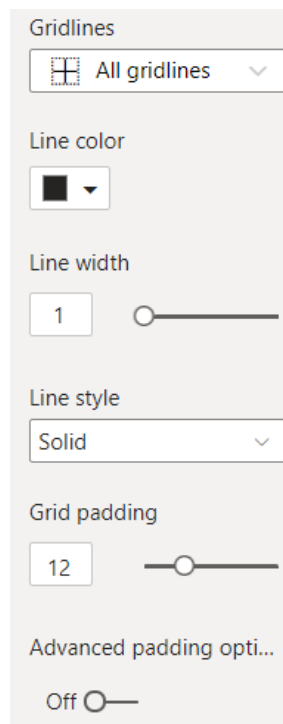 Gridlines
All gridlines
Line color
Line width
1
Line style
Solid
Grid padding
12
Advanced padding opti...
Off